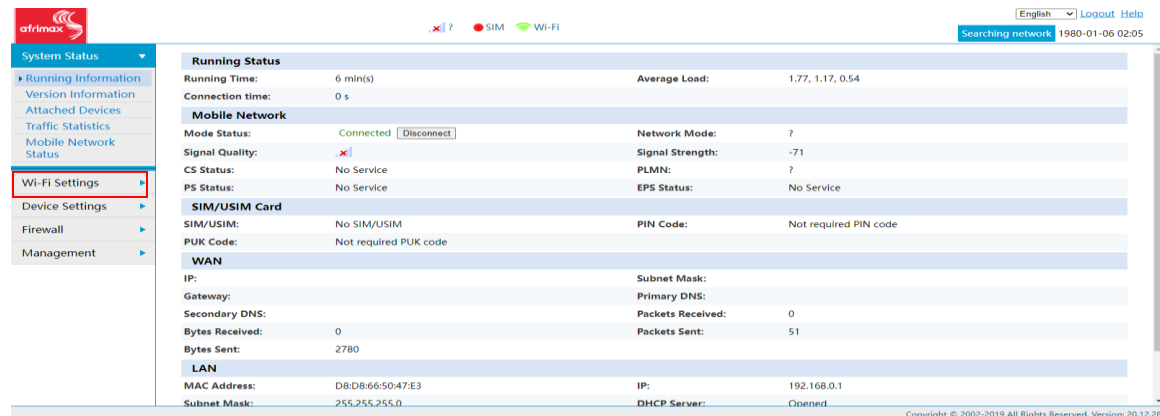 afrimax
? SIM Wi-Fi
English Logout Help
Searching network 1980-01-06 02:05
System Status
Running Information
Version Information
Attached Devices
Traffic Statistics
Mobile Network
Status
Wi-Fi Settings
Device Settings
Firewall
Management
Running Status
Running Time: 6 min(s) Average Load: 1.77, 1.17, 0.54
Connection time: 0 s
Mobile Network
Mode Status: Connected Disconnect Network Mode: ?
Signal Quality: Signal Strength: -71
CS Status: No Service PLMN: ?
PS Status: No Service EPS Status: No Service
SIM/USIM Card
SIM/USIM: No SIM/USIM PIN Code: Not required PIN code
PUK Code: Not required PUK code
WAN
IP: Subnet Mask:
Gateway: Primary DNS:
Secondary DNS: Packets Received: 0
Bytes Received: 0 Packets Sent: 51
Bytes Sent: 2780
LAN
MAC Address: D8:D8:66:50:47:E3 IP: 192.168.0.1
Subnet Mask: 255.255.255.0 DHCP Server: Opened
Copyright © 2002-2019 All Rights Reserved. Version: 20.12.28